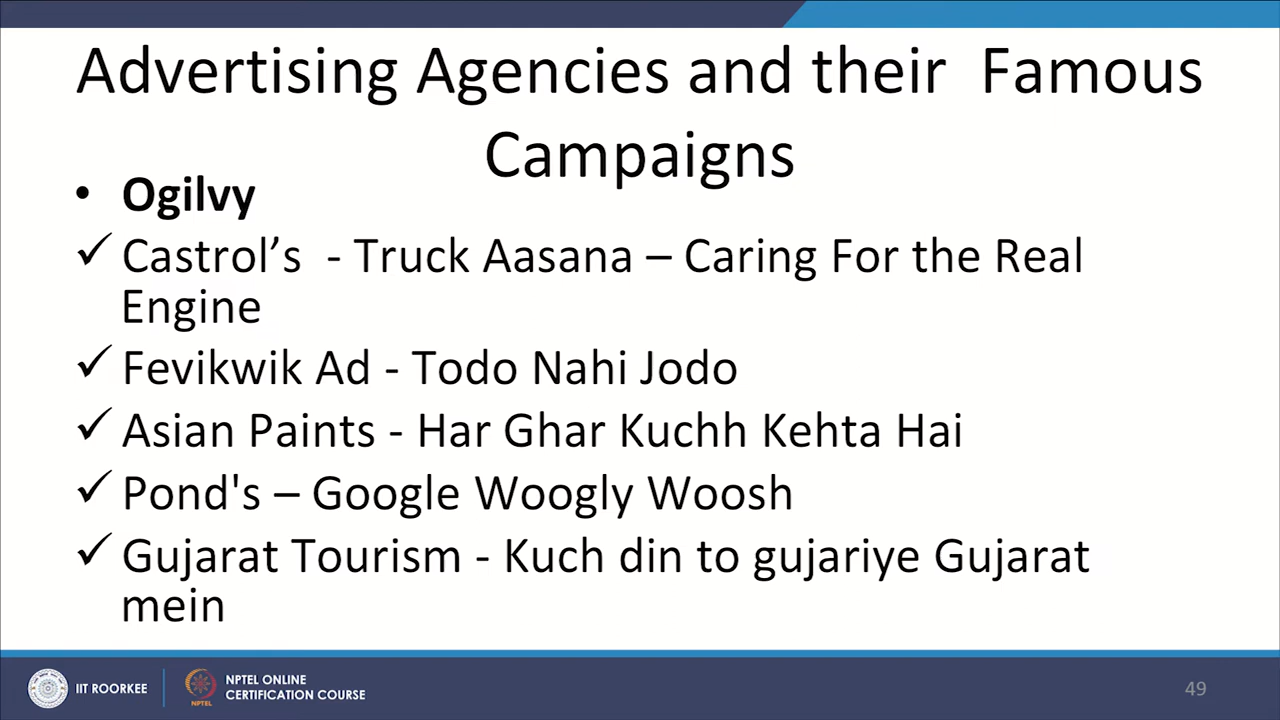 Advertising Agencies and their Famous
Campaigns
• Ogilvy
✓ Castrol’s - Truck Aasana – Caring For the Real
Engine
✓ Fevikwik Ad - Todo Nahi Jodo
✓ Asian Paints - Har Ghar Kuchh Kehta Hai
✓ Pond's – Google Woogly Woosh
✓ Gujarat Tourism - Kuch din to gujariye Gujarat
mein
IIT ROORKEE
NPTEL
NPTEL ONLINE
CERTIFICATION COURSE
49